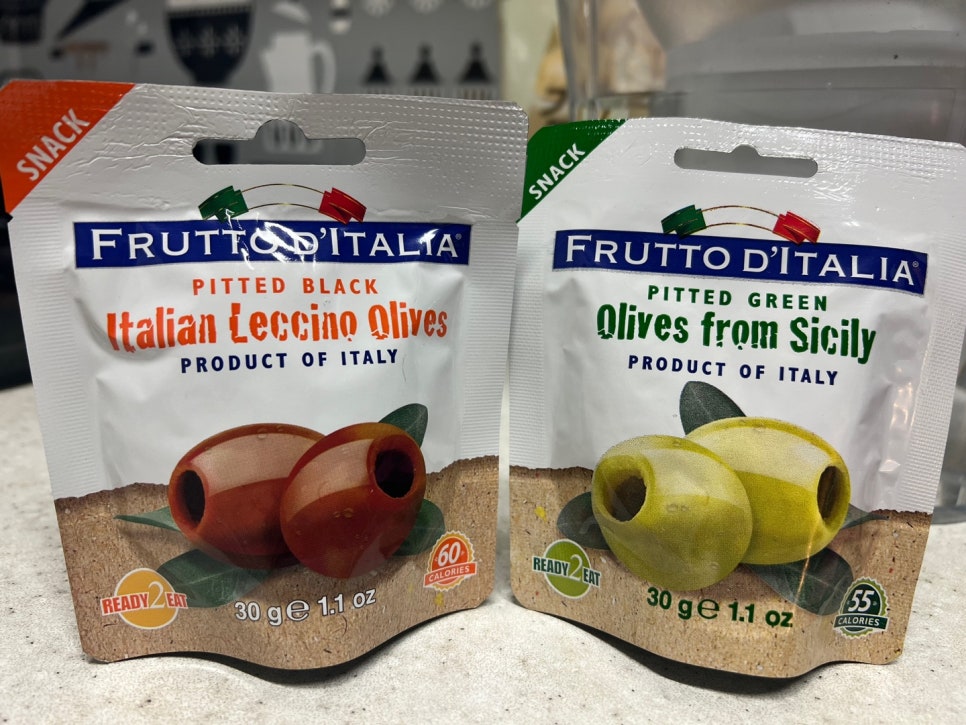 SNACK
FRUTTO D'ITALIA®
PITTED BLACK
Italian Leccino Olives
PRODUCT OF ITALY
READY2EAT
30 g℮ 1.1 oz
60
CALORIES
SNACK
FRUTTO D'ITALIA®
PITTED GREEN
Olives from Sicily
PRODUCT OF ITALY
READY2EAT
30 g℮ 1.1 oz
55
CALORIES